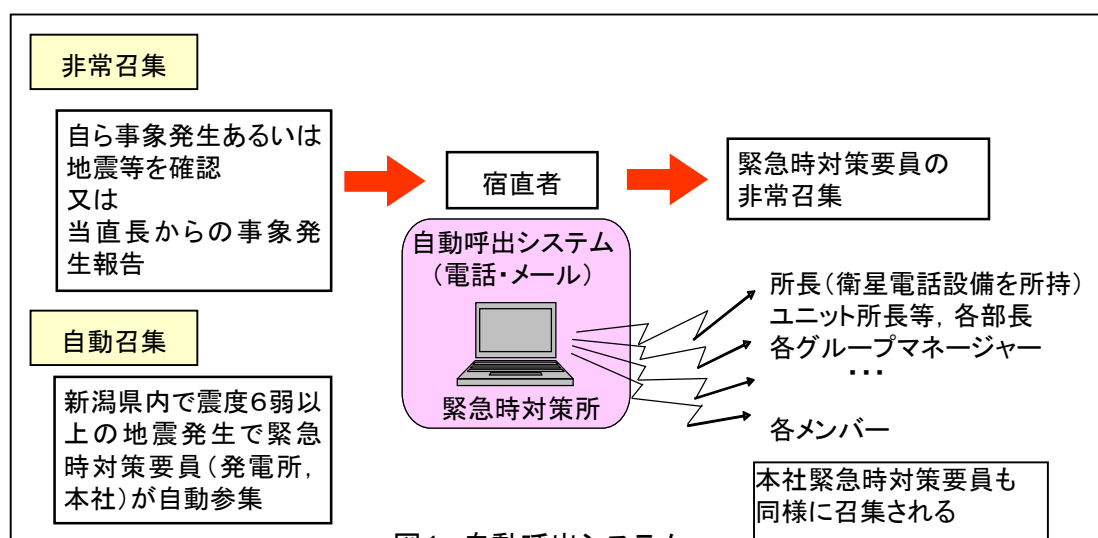 非常召集
自ら事象発生あるいは
地震等を確認
又は
当直長からの事象発
生報告
宿直者
緊急時対策要員の
非常召集
自動呼出システム
（電話・メール）
緊急時対策所
所長（衛星電話設備を所持）
ユニット所長等，各部長
各グループマネージャー
・・・
各メンバー
自動召集
新潟県内で震度６弱以
上の地震発生で緊急
時対策要員（発電所，
本社）が自動参集
本社緊急時対策要員も
同様に召集される
自動呼出システム